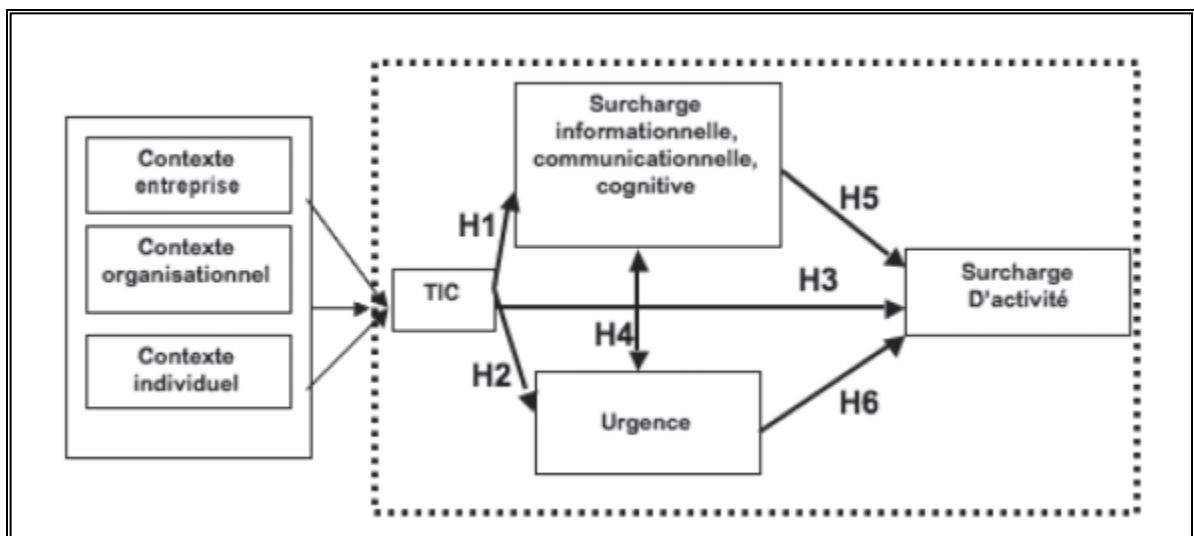 Contexte
entreprise
Contexte
organisationnel
Contexte
individuel
TIC
H1
H2
Surcharge
informationnelle,
communicationnelle,
cognitive
H3
H4
Urgence
H5
H6
Surcharge
D'activité